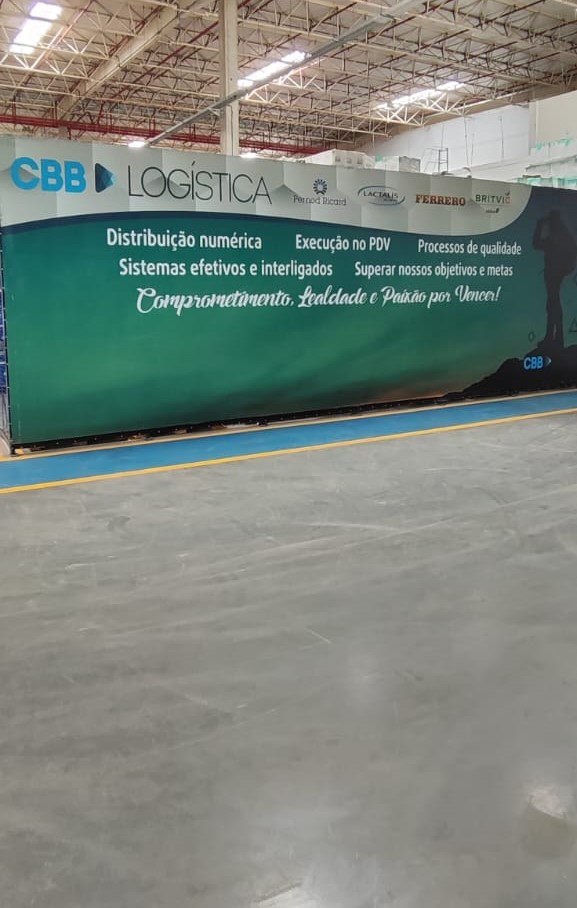 CBB LOGÍSTICA
Pernod Ricard
LACTALIS
FERRERO
BRITVIC
Distribuição numérica Execução no PDV Processos de qualidade
Sistemas efetivos e interligados Superar nossos objetivos e metas
Comprometimento, Lealdade e Paixão por Vencer!
CBB